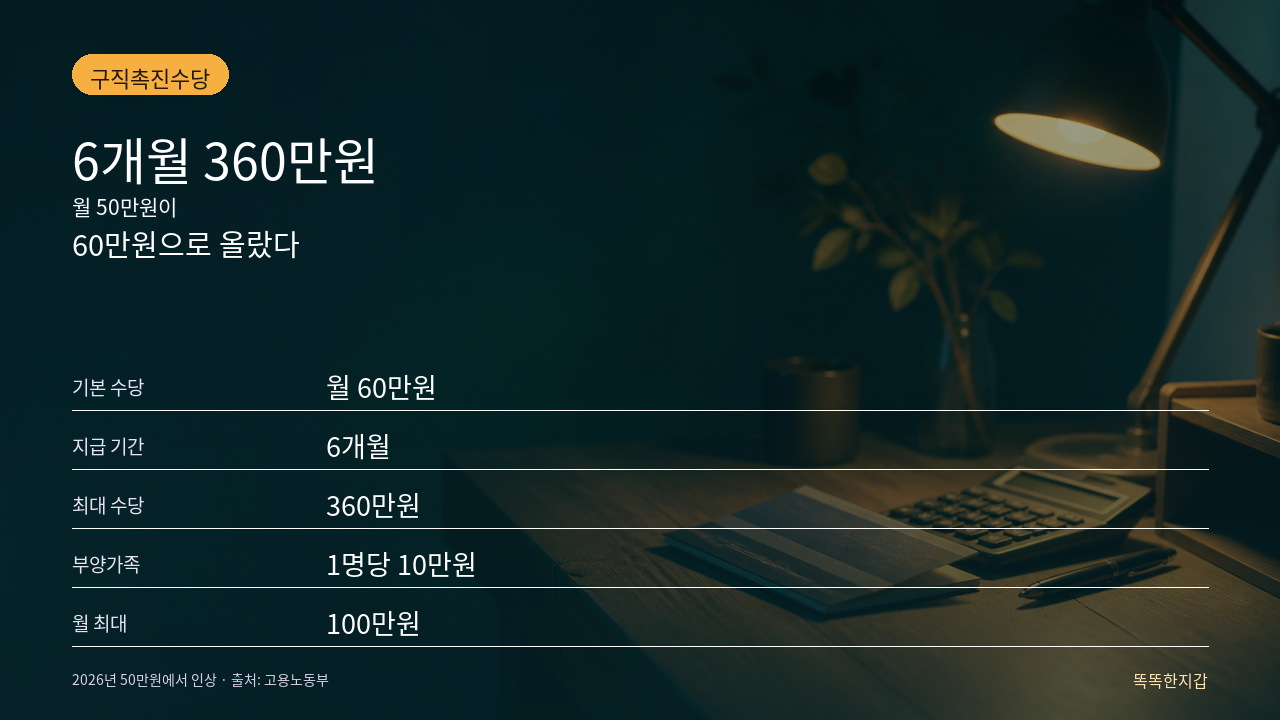 구직촉진수당
6개월 360만원
월 50만원이
60만원으로 올랐다
기본 수당 월 60만원
지급 기간 6개월
최대 수당 360만원
부양가족 1명당 10만원
월 최대 100만원
2026년 50만원에서 인상 · 출처: 고용노동부
똑똑한지갑